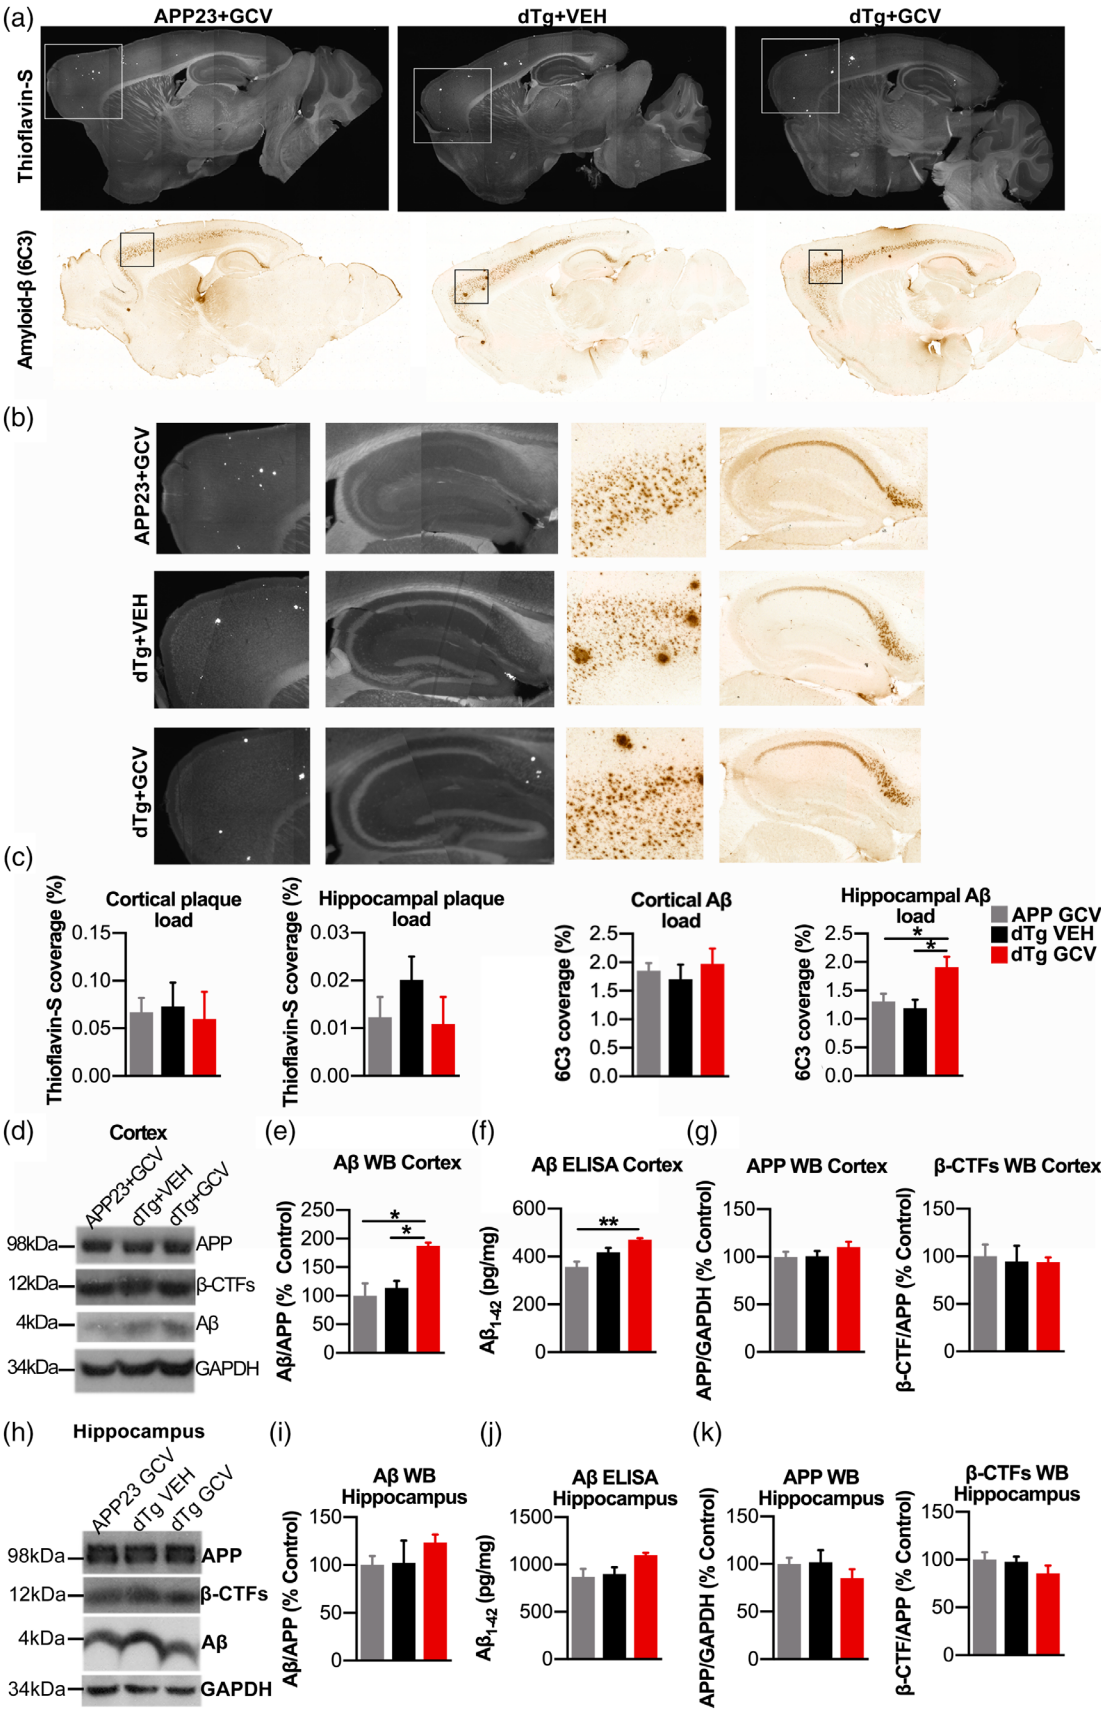 (a)
APP23+GCV
dTg+VEH
dTg+GCV
Thioflavin-S
Amyloid-β (6C3)
(b)
APP23+GCV
dTg+VEH
dTg+GCV
(c)
Cortical plaque
load
Thioflavin-S coverage (%)
0.15
0.10
0.05
0.00
Hippocampal plaque
load
Thioflavin-S coverage (%)
0.03
0.02
0.01
0.00
Cortical Aβ
load
6C3 coverage (%)
2.5
2.0
1.5
1.0
0.5
0.0
Hippocampal Aβ
load
6C3 coverage (%)
2.5
2.0
1.5
1.0
0.5
0.0
*
*
APP GCV
dTg VEH
dTg GCV
(d)
Cortex
APP23+GCV
dTg+VEH
dTg+GCV
98kDa
APP
12kDa
β-CTFs
4kDa
Aβ
34kDa
GAPDH
(e)
Aβ WB Cortex
Aβ/APP (% Control)
250
200
150
100
50
0
*
*
(f)
Aβ ELISA Cortex
Aβ1-42 (pg/mg)
600
400
200
0
**
(g)
APP WB Cortex
APP/GAPDH (% Control)
150
100
50
0
β-CTFs WB Cortex
β-CTF/APP (% Control)
150
100
50
0
(h)
Hippocampus
APP23 GCV
dTg VEH
dTg GCV
98kDa
APP
12kDa
β-CTFs
4kDa
Aβ
34kDa
GAPDH
(i)
Aβ WB
Hippocampus
Aβ/APP (% Control)
150
100
50
0
(j)
Aβ ELISA
Hippocampus
Aβ1-42 (pg/mg)
1500
1000
500
0
(k)
APP WB
Hippocampus
APP/GAPDH (% Control)
150
100
50
0
β-CTFs WB
Hippocampus
β-CTF/APP (% Control)
150
100
50
0